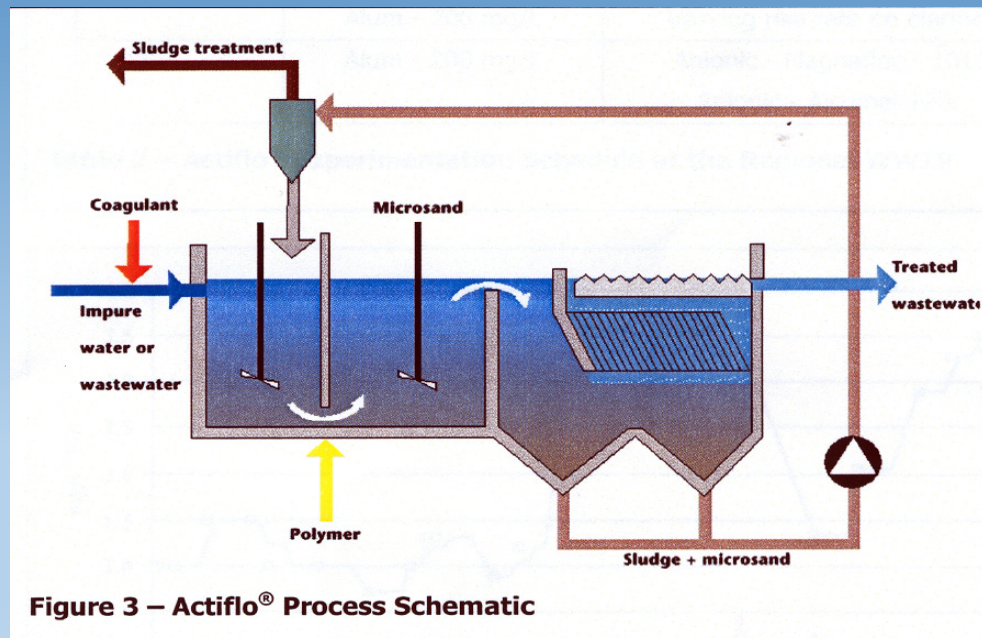 Sludge treatment
Coagulant
Microsand
Impure
water or
wastewater
Treated
wastewate
Polymer
Sludge + microsand
Figure 3 – Actiflo® Process Schematic